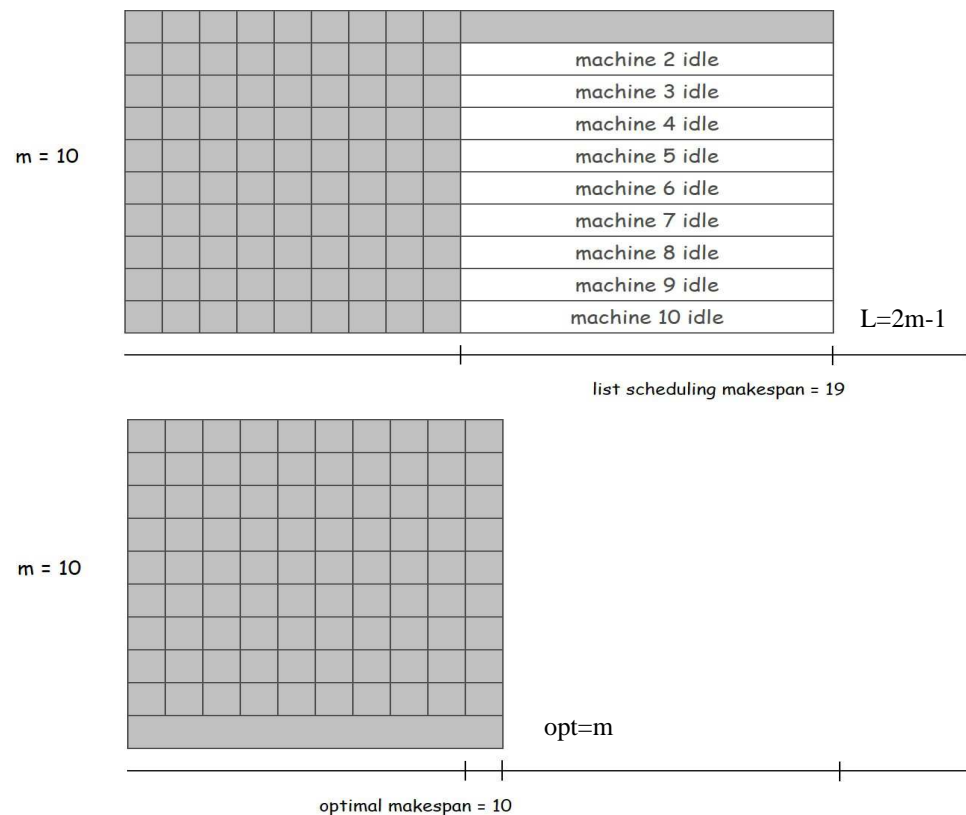 machine 2 idle
machine 3 idle
machine 4 idle
m = 10
machine 5 idle
machine 6 idle
machine 7 idle
machine 8 idle
machine 9 idle
machine 10 idle
L=2m-1
list scheduling makespan = 19
m = 10
opt=m
optimal makespan = 10